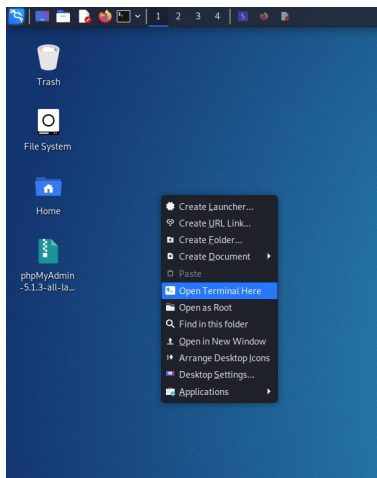 1 2 3 4
Trash
File System
Home
phpMyAdmin
-5.1.3-all-la...
Create Launcher...
Create URL Link...
Create Folder...
Create Document
Paste
Open Terminal Here
Open as Root
Find in this folder
Open in New Window
Arrange Desktop Icons
Desktop Settings...
Applications